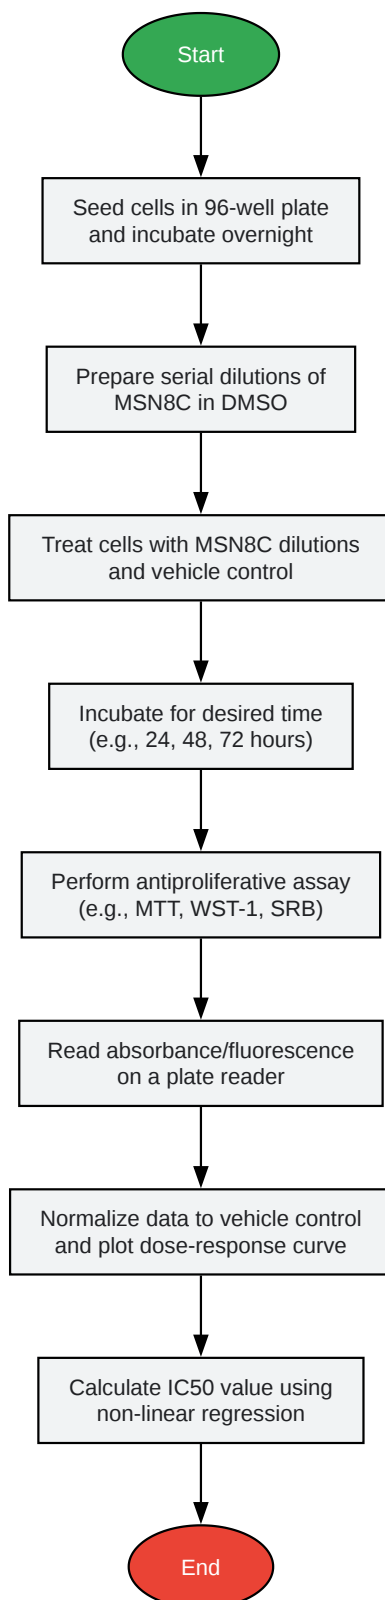 Start
Seed cells in 96-well plate
and incubate overnight
Prepare serial dilutions of
MSN8C in DMSO
Treat cells with MSN8C dilutions
and vehicle control
Incubate for desired time
(e.g., 24, 48, 72 hours)
Perform antiproliferative assay
(e.g., MTT, WST-1, SRB)
Read absorbance/fluorescence
on a plate reader
Normalize data to vehicle control
and plot dose-response curve
Calculate IC50 value using
non-linear regression
End